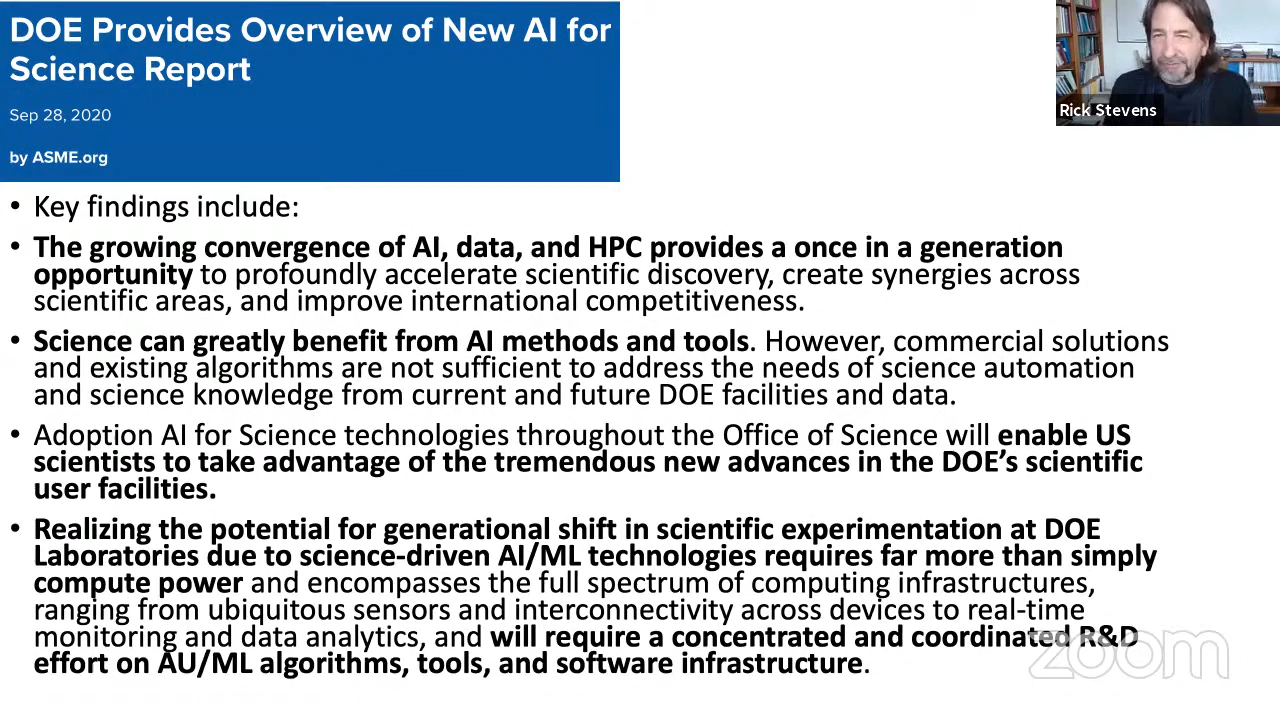 DOE Provides Overview of New AI for
Science Report
Sep 28, 2020
by ASME.org
Rick Stevens
• Key findings include:
• The growing convergence of AI, data, and HPC provides a once in a generation
opportunity to profoundly accelerate scientific discovery, create synergies across
scientific areas, and improve international competitiveness.
• Science can greatly benefit from AI methods and tools. However, commercial solutions
and existing algorithms are not sufficient to address the needs of science automation
and science knowledge from current and future DOE facilities and data.
• Adoption AI for Science technologies throughout the Office of Science will enable US
scientists to take advantage of the tremendous new advances in the DOE’s scientific
user facilities.
• Realizing the potential for generational shift in scientific experimentation at DOE
Laboratories due to science-driven AI/ML technologies requires far more than simply
compute power and encompasses the full spectrum of computing infrastructures,
ranging from ubiquitous sensors and interconnectivity across devices to real-time
monitoring and data analytics, and will require a concentrated and coordinated R&D
effort on AU/ML algorithms, tools, and software infrastructure.
zoom